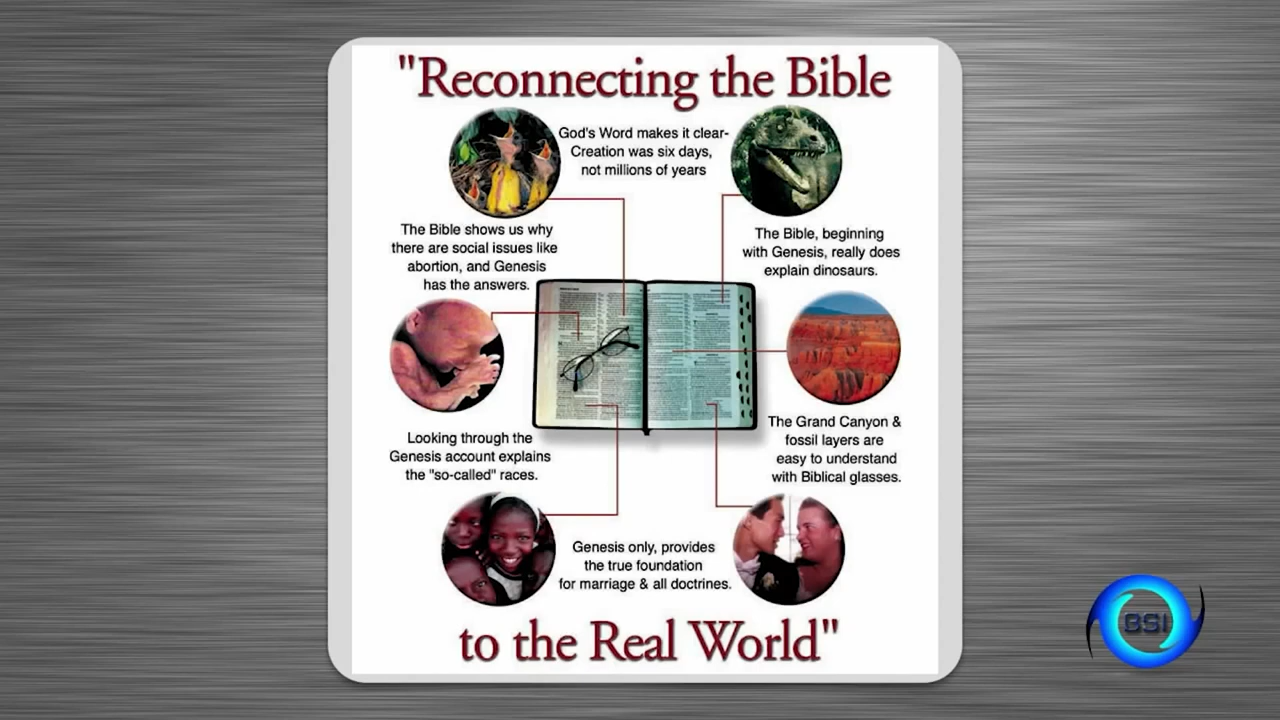 "Reconnecting the Bible
God's Word makes it clear-
Creation was six days,
not millions of years
The Bible shows us why
there are social issues like
abortion, and Genesis
has the answers.
The Bible, beginning
with Genesis, really does
explain dinosaurs.
Looking through the
Genesis account explains
the "so-called" races.
The Grand Canyon &
fossil layers are
easy to understand
with Biblical glasses.
Genesis only, provides
the true foundation
for marriage & all doctrines.
to the Real World"
BSI